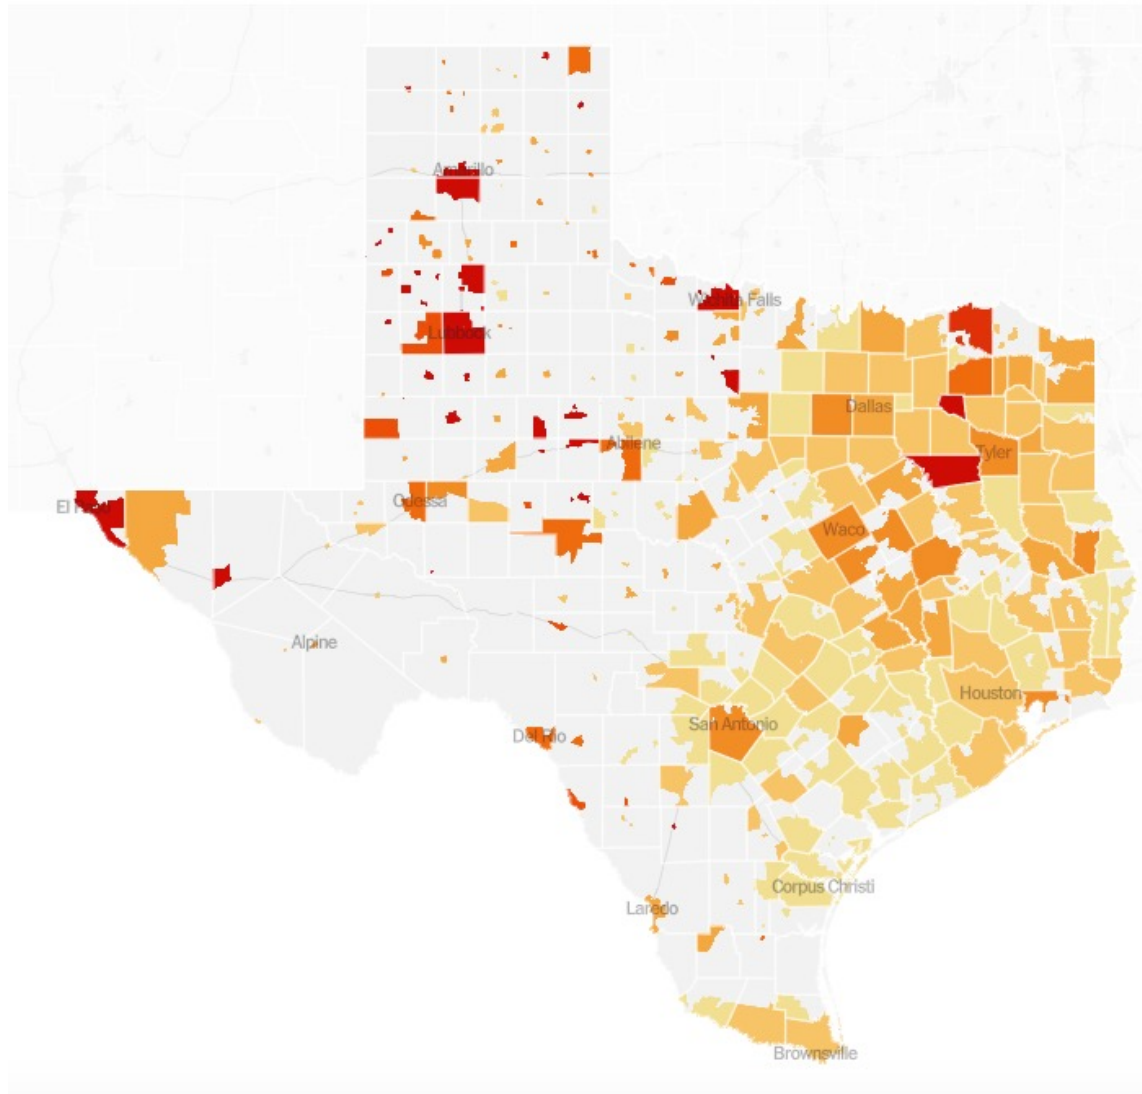 Amarillo
Wichita Falls
Lubbock
Dallas
Abilene
Tyler
Odessa
El Paso
Waco
Alpine
Houston
San Antonio
Del Rio
Corpus Christi
Laredo
Brownsville